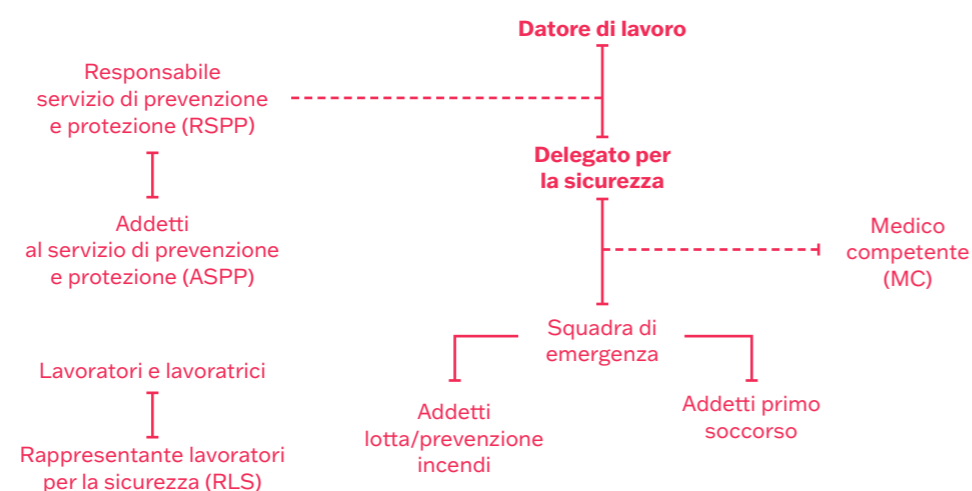 Datore di lavoro
Responsabile
servizio di prevenzione
e protezione (RSPP)
Delegato per
la sicurezza
Addetti
al servizio di prevenzione
e protezione (ASPP)
Medico
competente
(MC)
Squadra di
emergenza
Lavoratori e lavoratrici
Addetti
lotta/prevenzione
incendi
Addetti primo
soccorso
Rappresentante lavoratori
per la sicurezza (RLS)